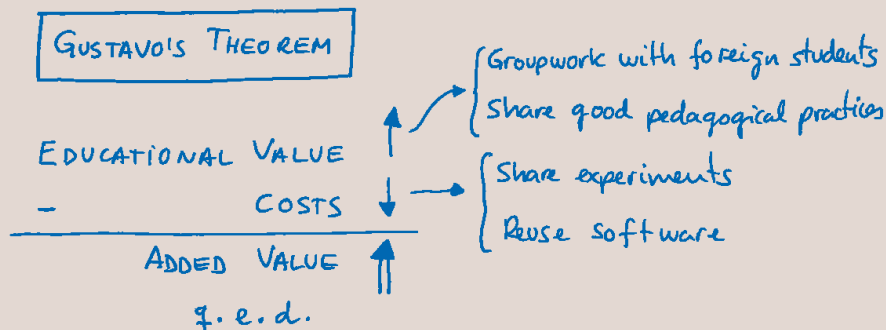 GUSTAVO'S THEOREM
EDUCATIONAL VALUE
- COSTS
ADDED VALUE
q.e.d.
Groupwork with foreign students
Share good pedagogical practices
Share experiments
Reuse software